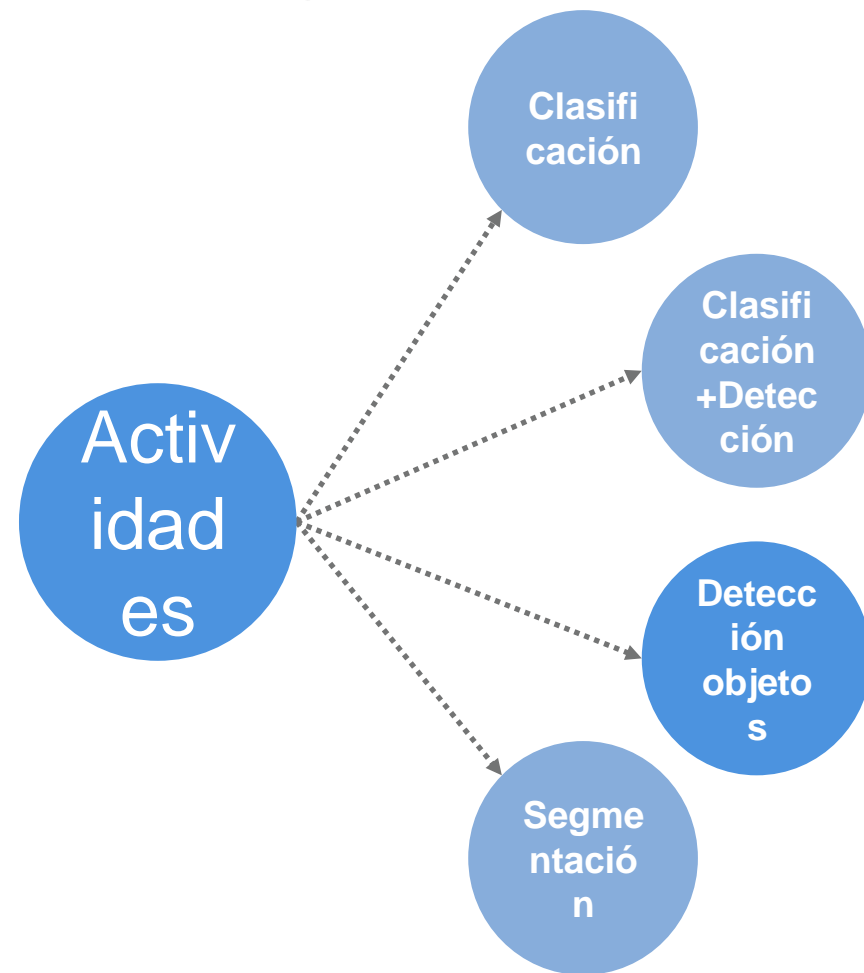 Clasifi
cación
Clasifi
cación
+Detec
ción
Activ
idad
es
Detecc
ión
objeto
s
Segme
ntació
n